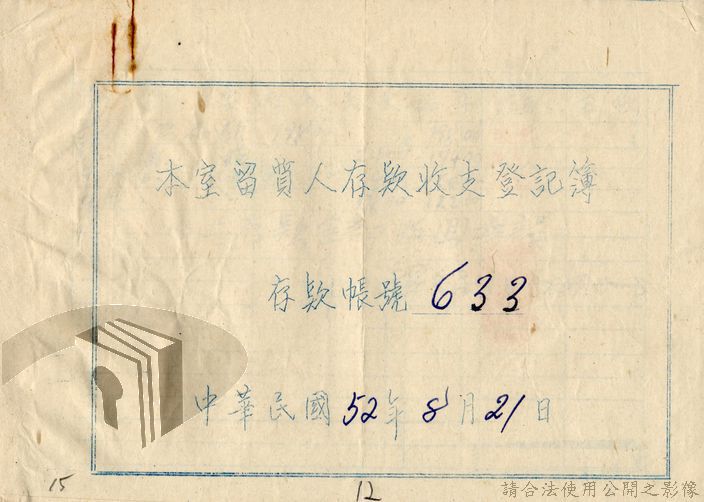 本室留質人存款收支登記簿
存款帳號 633
中華民國52年8月21日
15
12
請合法使用公開之影像